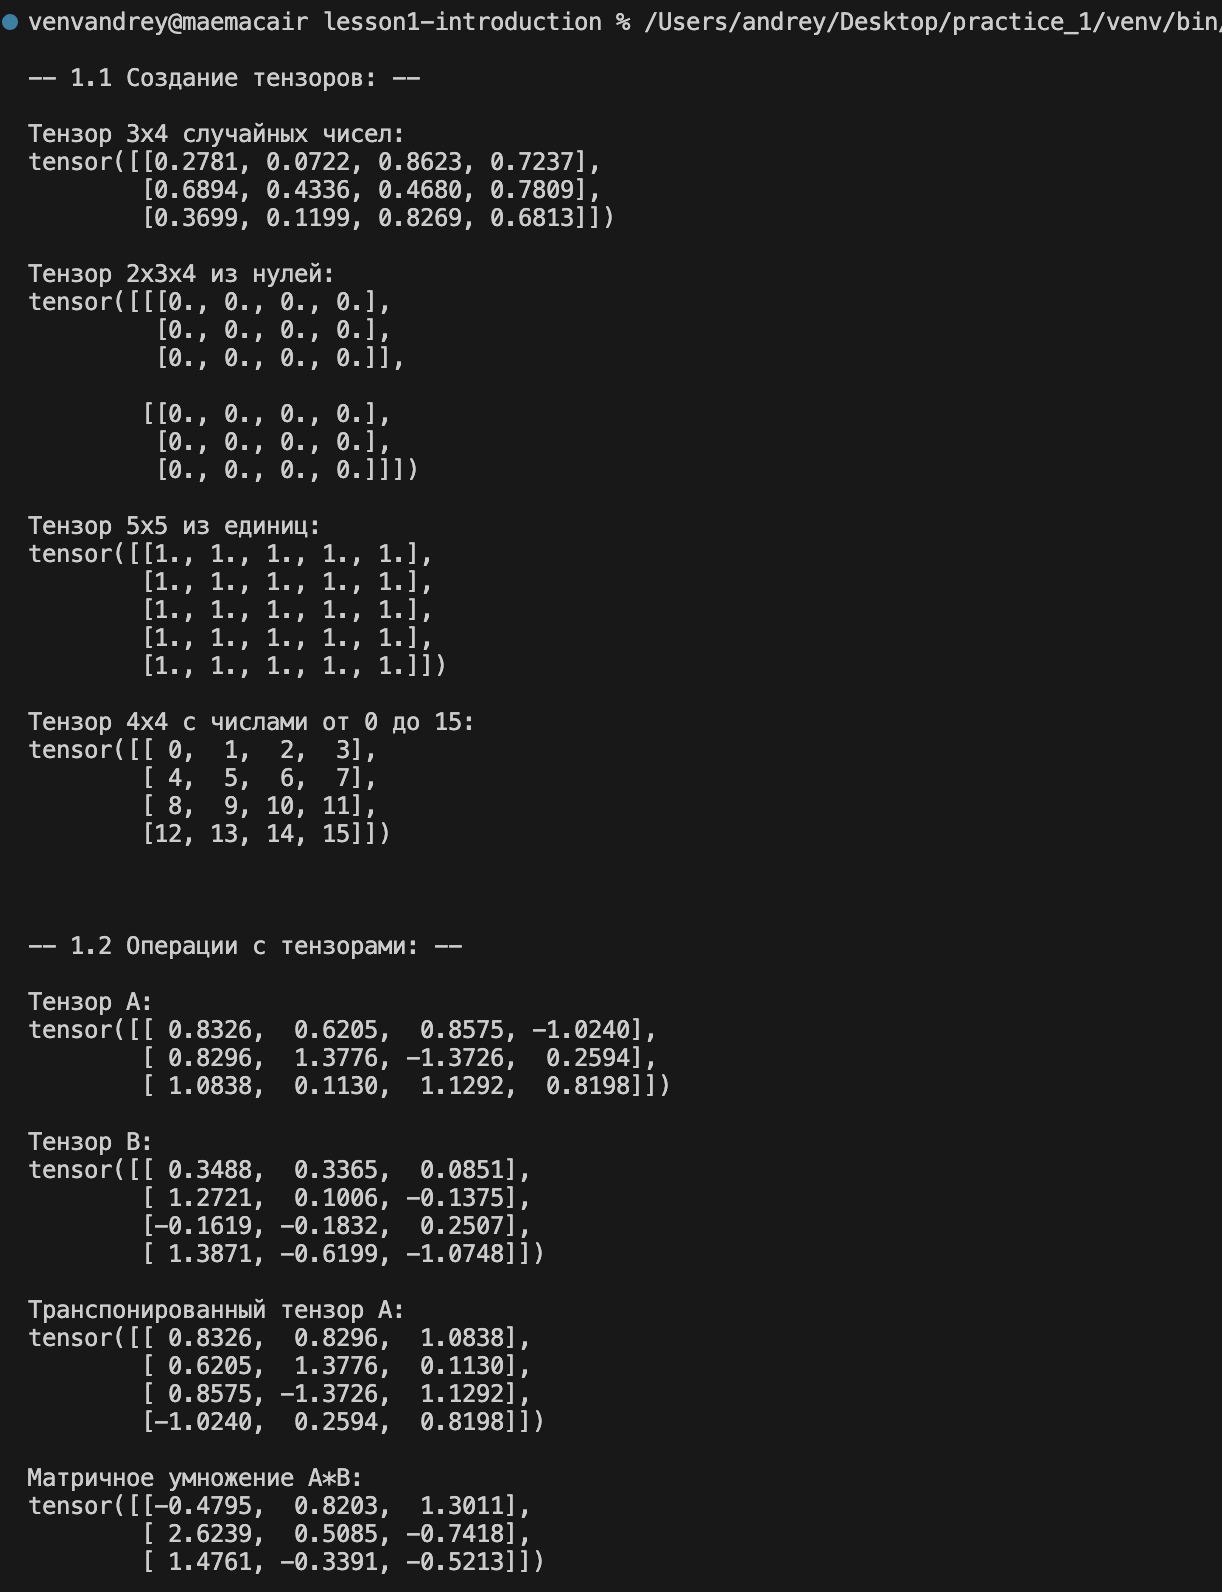 venvandrey@maemacair lesson1-introduction % /Users/andrey/Desktop/practice_1/venv/bin/
-- 1.1 Создание тензоров: --
Тензор 3x4 случайных чисел:
tensor([[0.2781, 0.0722, 0.8623, 0.7237],
        [0.6894, 0.4336, 0.4680, 0.7809],
        [0.3699, 0.1199, 0.8269, 0.6813]])
Тензор 2x3x4 из нулей:
tensor([[[0., 0., 0., 0.],
         [0., 0., 0., 0.],
         [0., 0., 0., 0.]],
        [[0., 0., 0., 0.],
         [0., 0., 0., 0.],
         [0., 0., 0., 0.]]])
Тензор 5x5 из единиц:
tensor([[1., 1., 1., 1., 1.],
        [1., 1., 1., 1., 1.],
        [1., 1., 1., 1., 1.],
        [1., 1., 1., 1., 1.],
        [1., 1., 1., 1., 1.]])
Тензор 4x4 с числами от 0 до 15:
tensor([[ 0,  1,  2,  3],
        [ 4,  5,  6,  7],
        [ 8,  9, 10, 11],
        [12, 13, 14, 15]])
-- 1.2 Операции с тензорами: --
Тензор A:
tensor([[ 0.8326,  0.6205,  0.8575, -1.0240],
        [ 0.8296,  1.3776, -1.3726,  0.2594],
        [ 1.0838,  0.1130,  1.1292,  0.8198]])
Тензор B:
tensor([[ 0.3488,  0.3365,  0.0851],
        [ 1.2721,  0.1006, -0.1375],
        [-0.1619, -0.1832,  0.2507],
        [ 1.3871, -0.6199, -1.0748]])
Транспонированный тензор A:
tensor([[ 0.8326,  0.8296,  1.0838],
        [ 0.6205,  1.3776,  0.1130],
        [ 0.8575, -1.3726,  1.1292],
        [-1.0240,  0.2594,  0.8198]])
Матричное умножение A*B:
tensor([[-0.4795,  0.8203,  1.3011],
        [ 2.6239,  0.5085, -0.7418],
        [ 1.4761, -0.3391, -0.5213]])